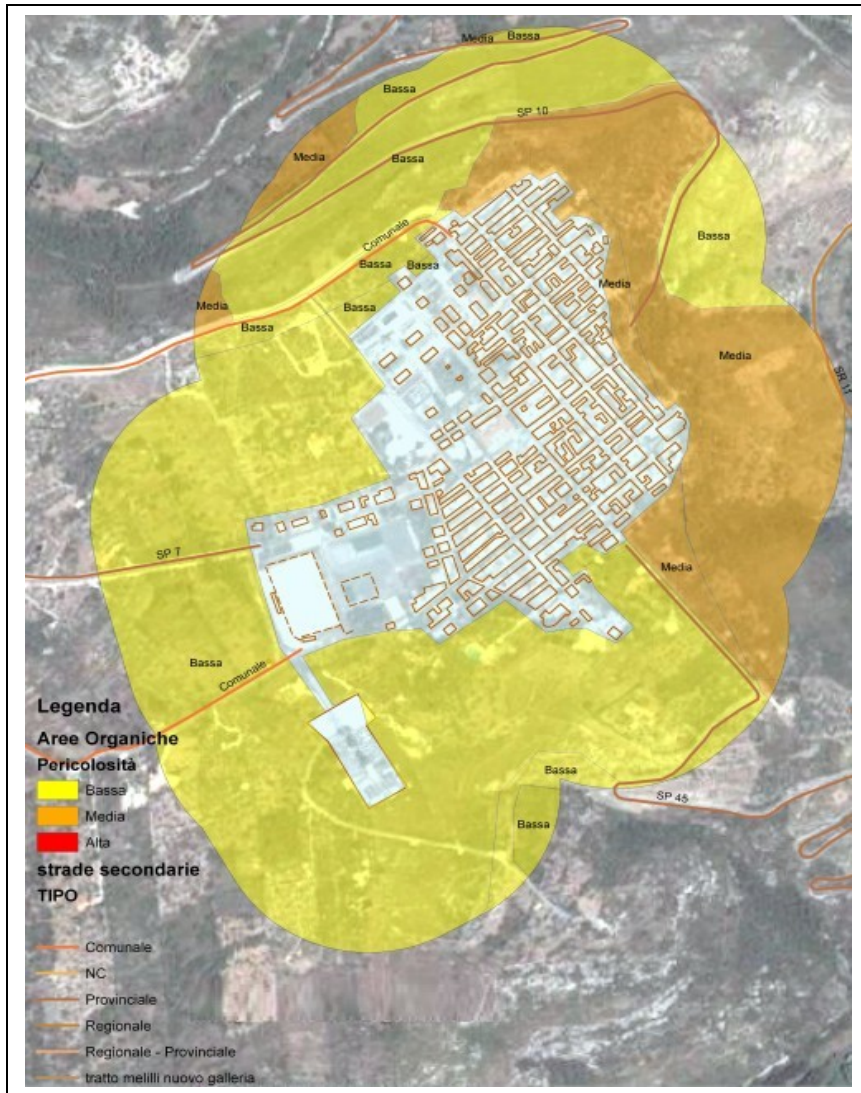 Media
Bassa
Bassa
SP 10
Media
Bassa
Comunale
Bassa
Bassa
Bassa
Media
Media
Bassa
Bassa
Media
SR 11
SP 7
Media
Bassa
Comunale
Bassa
SP 45
Bassa
Legenda
Aree Organiche
Pericolosità
Bassa
Media
Alta
strade secondarie
TIPO
Comunale
NC
Provinciale
Regionale
Regionale - Provinciale
tratto melilli nuovo galleria